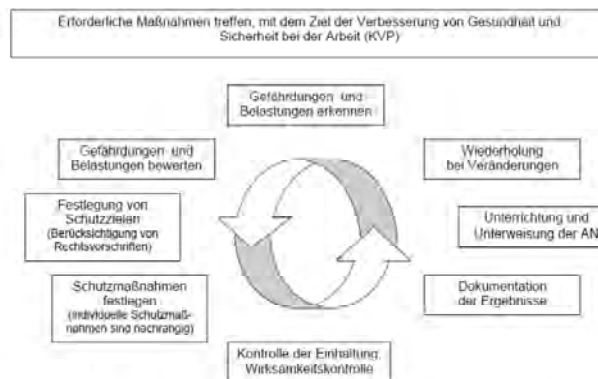 Erforderliche Maßnahmen treffen, mit dem Ziel der Verbesserung von Gesundheit und
Sicherheit bei der Arbeit (KVP)
Gefährdungen und
Belastungen erkennen
Gefährdungen und
Belastungen bewerten
Festlegung von
Schutzzielen
(Berücksichtigung von
Rechtsvorschriften)
Schutzmaßnahmen
festlegen
(individuelle Schutzmaß-
nahmen sind nachrangig)
Kontrolle der Einhaltung,
Wirksamkeitskontrolle
Dokumentation
der Ergebnisse
Unterrichtung und
Unterweisung der AN
Wiederholung
bei Veränderungen